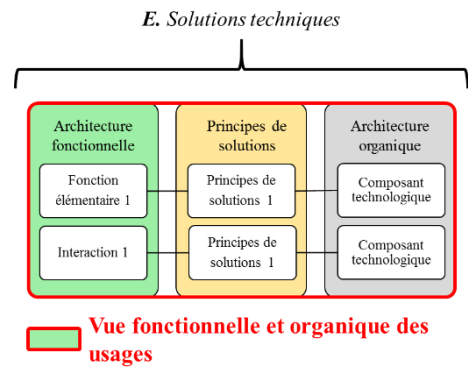 E. Solutions techniques
Architecture
fonctionnelle
Principes de
solutions
Architecture
organique
Fonction
élémentaire 1
Principes de
solutions 1
Composant
technologique
Interaction 1
Principes de
solutions 1
Composant
technologique
Vue fonctionnelle et organique des
usages